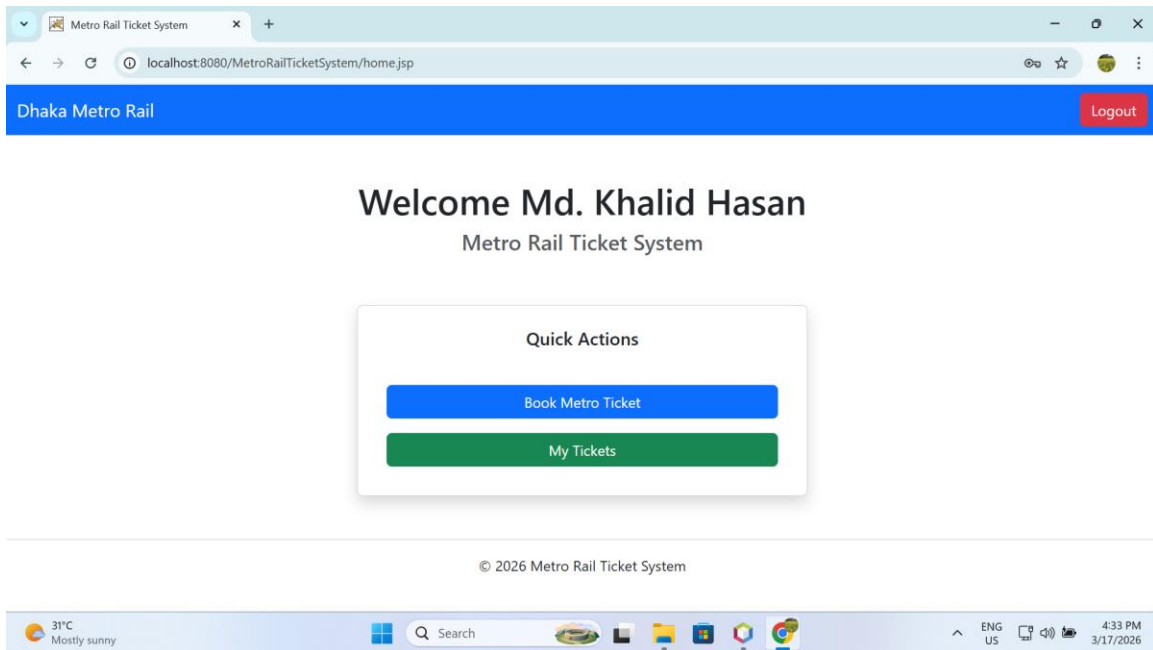 Metro Rail Ticket System
localhost:8080/MetroRailTicketSystem/home.jsp
Dhaka Metro Rail
Logout
Welcome Md. Khalid Hasan
Metro Rail Ticket System
Quick Actions
Book Metro Ticket
My Tickets
© 2026 Metro Rail Ticket System
31°C
Mostly sunny
Search
ENG
US
4:33 PM
3/17/2026